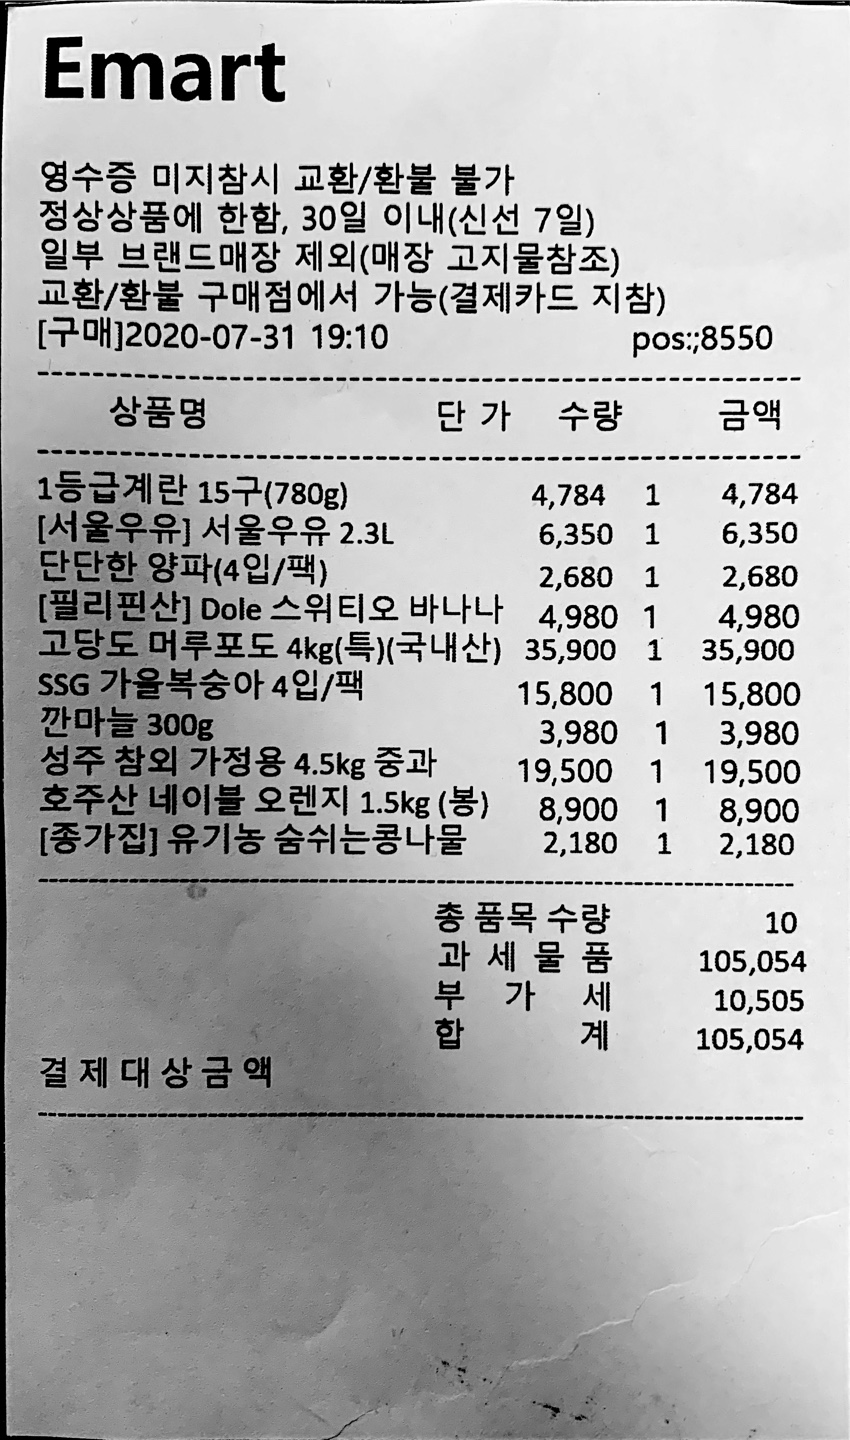 Emart
영수증 미지참시 교환/환불 불가
정상상품에 한함, 30일 이내(신선 7일)
일부 브랜드매장 제외(매장 고지물참조)
교환/환불 구매점에서 가능(결제카드 지참)
[구매]2020-07-31 19:10 pos:;8550
상품명 단 가 수량 금액
1등급계란 15구(780g) 4,784 1 4,784
[서울우유] 서울우유 2.3L 6,350 1 6,350
단단한 양파(4입/팩) 2,680 1 2,680
[필리핀산] Dole 스위티오 바나나 4,980 1 4,980
고당도 머루포도 4kg(특)(국내산) 35,900 1 35,900
SSG 가을복숭아 4입/팩 15,800 1 15,800
깐마늘 300g 3,980 1 3,980
성주 참외 가정용 4.5kg 중과 19,500 1 19,500
호주산 네이블 오렌지 1.5kg (봉) 8,900 1 8,900
[종가집] 유기농 숨쉬는콩나물 2,180 1 2,180
총 품목 수량 10
과 세 물 품 105,054
부 가 세 10,505
합 계 105,054
결 제 대 상 금 액